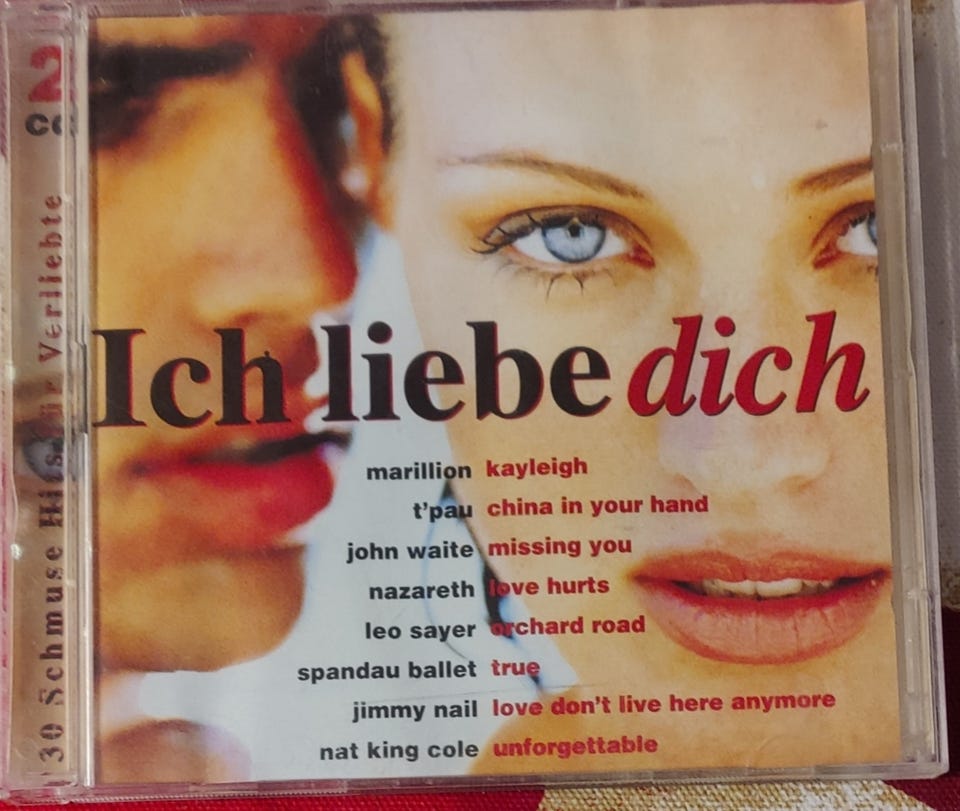 2 CD
30 Schmuse Hits für Verliebte
Ich liebe dich
marillion kayleigh
t'pau china in your hand
john waite missing you
nazareth love hurts
leo sayer orchard road
spandau ballet true
jimmy nail love don't live here anymore
nat king cole unforgettable